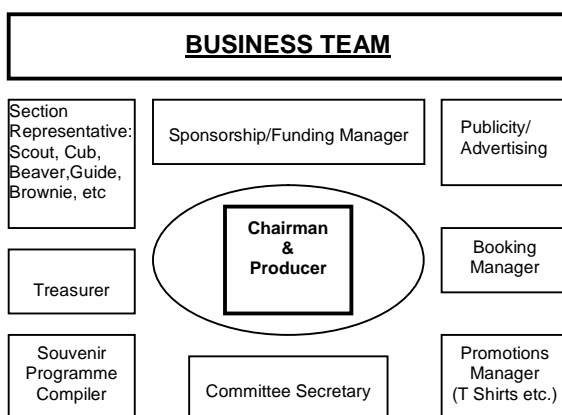 BUSINESS TEAM
Section
Representative:
Scout, Cub,
Beaver,Guide,
Brownie, etc
Sponsorship/Funding Manager
Publicity/
Advertising
Chairman
&
Producer
Treasurer
Booking
Manager
Souvenir
Programme
Compiler
Committee Secretary
Promotions
Manager
(T Shirts etc.)